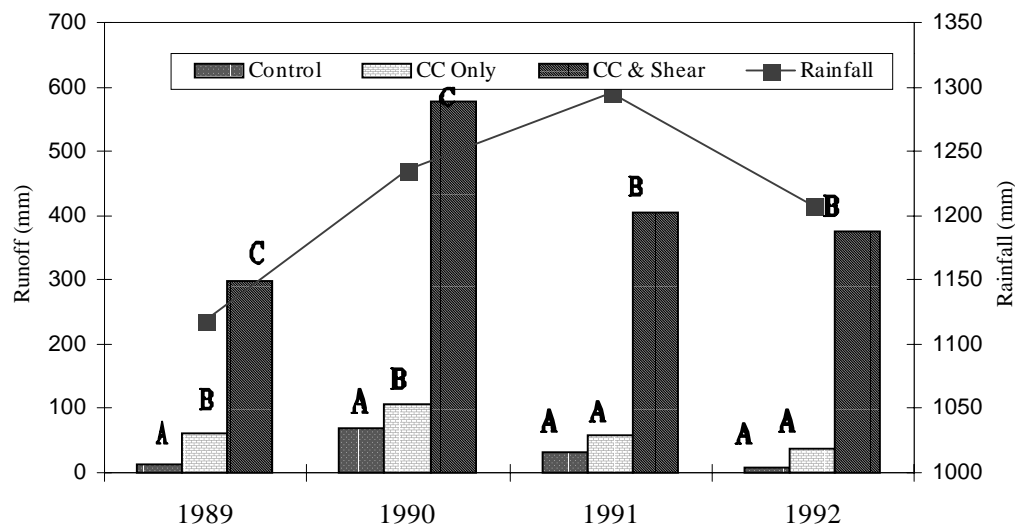 700 1350
Control CC Only CC & Shear Rainfall
600 1300
500 1250
400 1200
300 1150
200 1100
100 1050
0 1000
Runoff (mm)
Rainfall (mm)
A B C
A B C
A A B
A A B
1989 1990 1991 1992